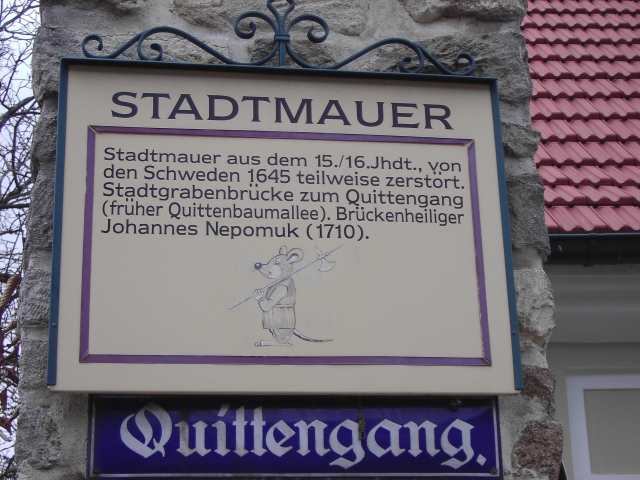 STADTMAUER
Stadtmauer aus dem 15./16.Jhdt., von
den Schweden 1645 teilweise zerstört.
Stadtgrabenbrücke zum Quittengang
(früher Quittenbaumallee). Brückenheiliger
Johannes Nepomuk (1710).
Quittengang.